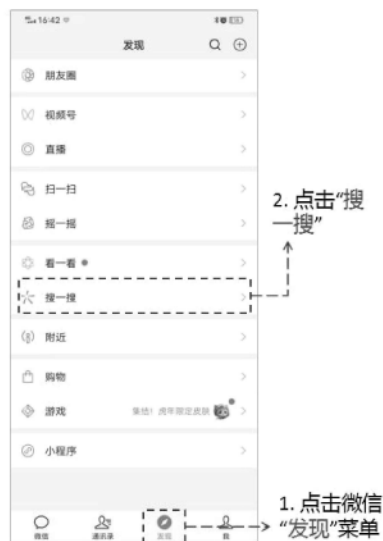 16:42
发现
朋友圈
视频号
直播
扫一扫
摇一摇
看一看
搜一搜
附近
购物
游戏 集结！虎年限定皮肤
小程序
微信 通讯录 发现 我
2. 点击“搜
一搜”
1. 点击微信
“发现”菜单